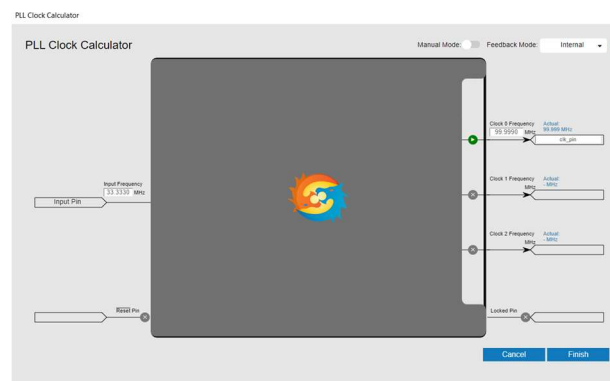 PLL Clock Calculator
PLL Clock Calculator
Manual Mode:
Feedback Mode:
Internal
Clock 0 Frequency
Actual:
99.9990 MHz
99.999 MHz
clk_pin
Input Frequency
33.3330 MHz
Input Pin
Clock 1 Frequency
Actual:
MHz
- MHz
Clock 2 Frequency
Actual:
MHz
- MHz
Reset Pin
Locked Pin
Cancel
Finish